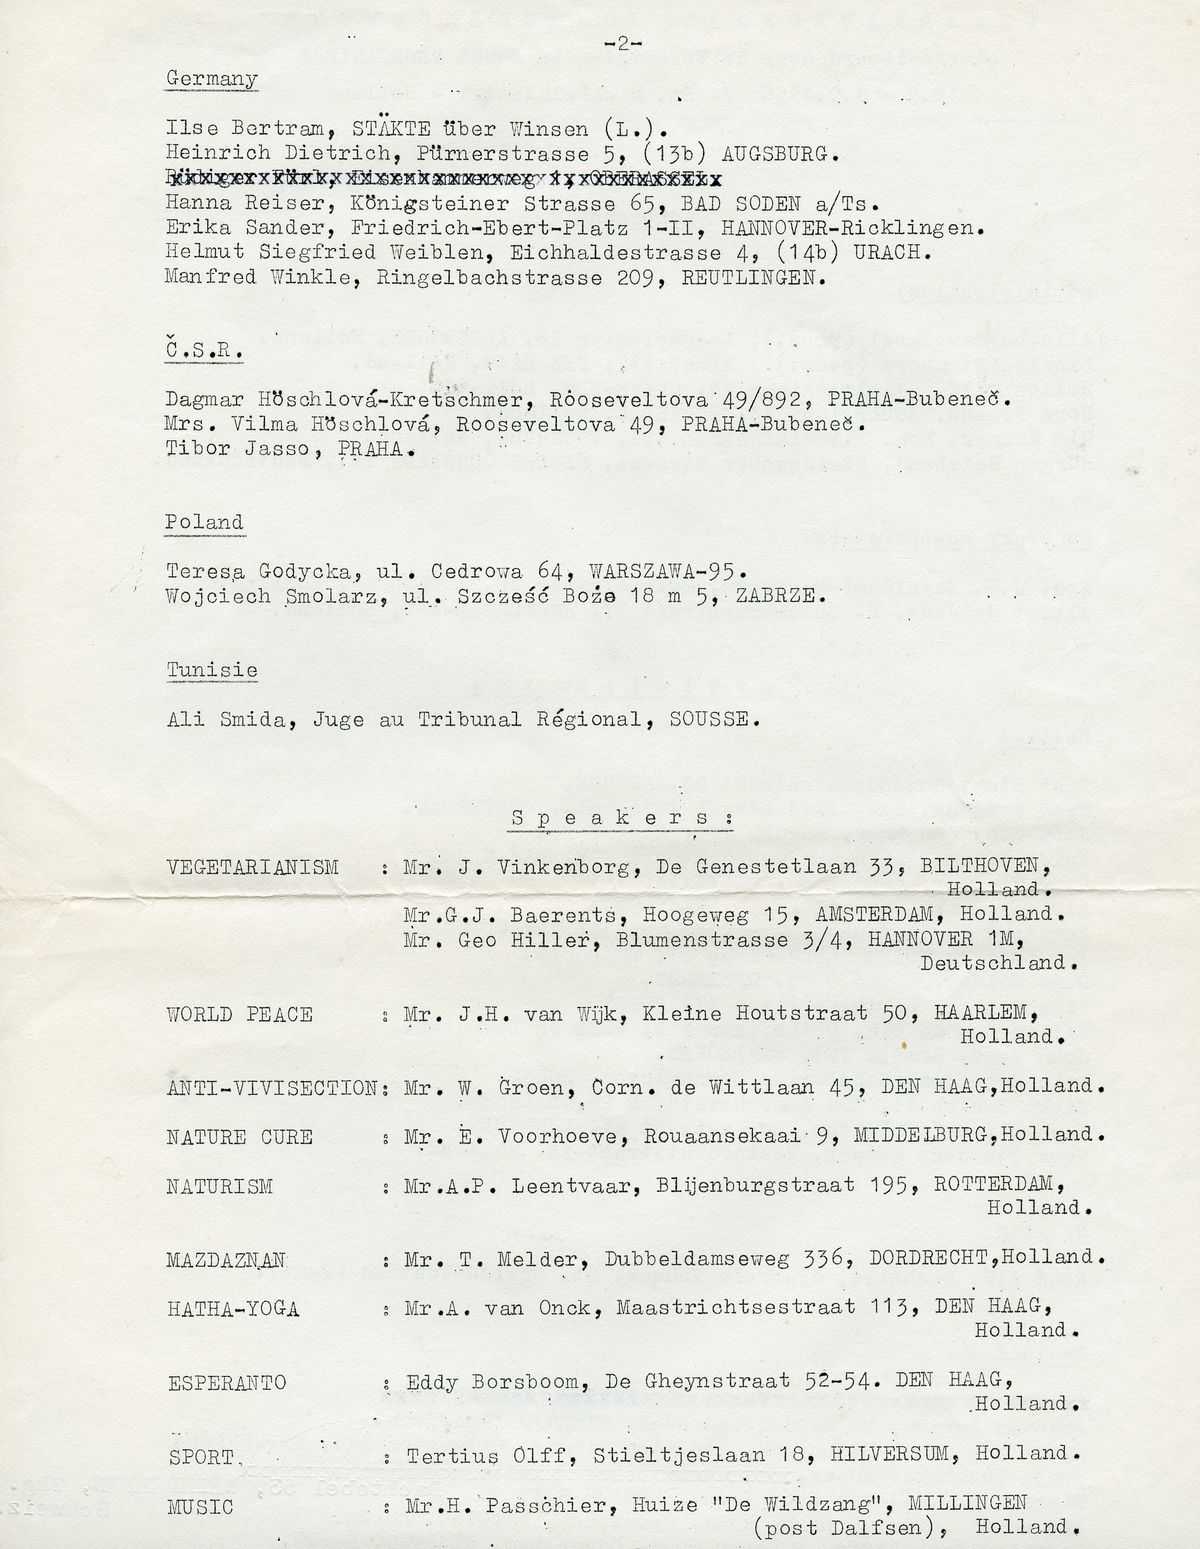 -2-
Germany
Ilse Bertram, STÄKTE über Winsen (L.).
Heinrich Dietrich, Pürnerstrasse 5, (13b) AUGSBURG.
Hanna Reiser, Königsteiner Strasse 65, BAD SODEN a/Ts.
Erika Sander, Friedrich-Ebert-Platz 1-II, HANNOVER-Ricklingen.
Helmut Siegfried Weiblen, Eichhaldestrasse 4, (14b) URACH.
Manfred Winkle, Ringelbachstrasse 209, REUTLINGEN.
Č.S.R.
Dagmar Höschlová-Kretschmer, Rooseveltova 49/892, PRAHA-Bubeneč.
Mrs. Vilma Höschlová, Rooseveltova 49, PRAHA-Bubeneč.
Tibor Jasso, PRAHA.
Poland
Teresa Godycka, ul. Cedrowa 64, WARSZAWA-95.
Wojciech Smolarz, ul. Szcześć Boże 18 m 5, ZABRZE.
Tunisie
Ali Smida, Juge au Tribunal Régional, SOUSSE.
Speakers:
VEGETARIANISM : Mr. J. Vinkenborg, De Genestetlaan 33, BILTHOVEN,
Holland.
Mr.G.J. Baerents, Hoogeweg 15, AMSTERDAM, Holland.
Mr. Geo Hiller, Blumenstrasse 3/4, HANNOVER 1M,
Deutschland.
WORLD PEACE : Mr. J.H. van Wijk, Kleine Houtstraat 50, HAARLEM,
Holland.
ANTI-VIVISECTION: Mr. W. Groen, Corn. de Wittlaan 45, DEN HAAG,Holland.
NATURE CURE : Mr. E. Voorhoeve, Rouaansekaai 9, MIDDELBURG,Holland.
NATURISM : Mr.A.P. Leentvaar, Blijenburgstraat 195, ROTTERDAM,
Holland.
MAZDAZNAN : Mr. T. Melder, Dubbeldamseweg 336, DORDRECHT,Holland.
HATHA-YOGA : Mr.A. van Onck, Maastrichtsestraat 113, DEN HAAG,
Holland.
ESPERANTO : Eddy Borsboom, De Gheynstraat 52-54. DEN HAAG,
Holland.
SPORT : Tertius Olff, Stieltjeslaan 18, HILVERSUM, Holland.
MUSIC : Mr.H. Passchier, Huize "De Wildzang", MILLINGEN
(post Dalfsen), Holland.